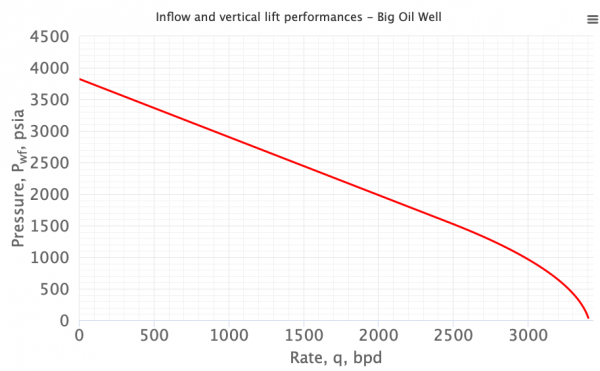 Inflow and vertical lift performances – Big Oil Well
Pressure, Pwf, psia
4500
4000
3500
3000
2500
2000
1500
1000
500
0
0 500 1000 1500 2000 2500 3000
Rate, q, bpd